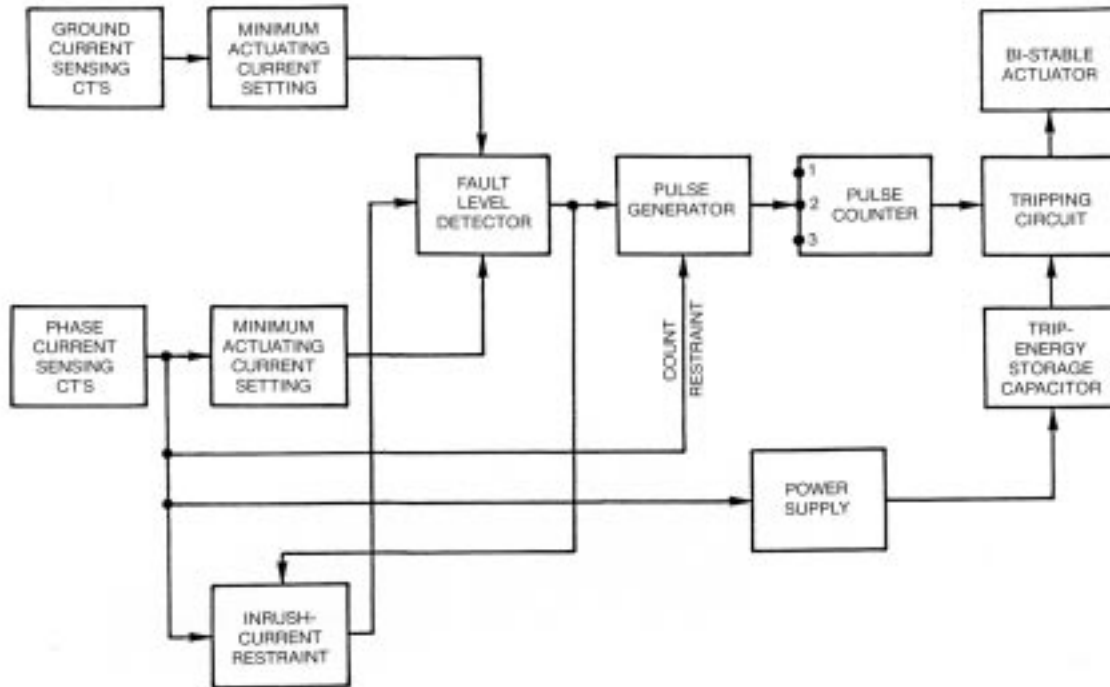 GROUND
CURRENT
SENSING
CT'S
MINIMUM
ACTUATING
CURRENT
SETTING
BI-STABLE
ACTUATOR
FAULT
LEVEL
DETECTOR
PULSE
GENERATOR
1
2
3
PULSE
COUNTER
TRIPPING
CIRCUIT
PHASE
CURRENT
SENSING
CT'S
MINIMUM
ACTUATING
CURRENT
SETTING
COUNT
RESTRAINT
TRIP-
ENERGY
STORAGE
CAPACITOR
POWER
SUPPLY
INRUSH-
CURRENT
RESTRAINT